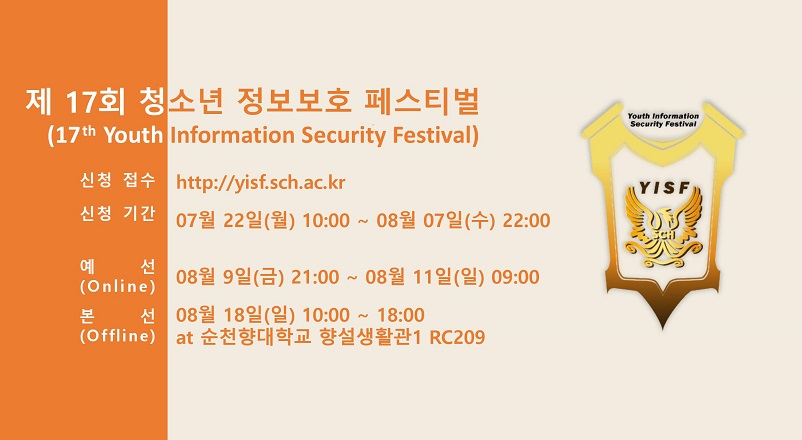 제 17회 청소년 정보보호 페스티벌
(17th Youth Information Security Festival)
신청 접수 http://yisf.sch.ac.kr
신청 기간 07월 22일(월) 10:00 ~ 08월 07일(수) 22:00
예 선
(Online) 08월 9일(금) 21:00 ~ 08월 11일(일) 09:00
본 선 08월 18일(일) 10:00 ~ 18:00
(Offline) at 순천향대학교 향설생활관1 RC209
Youth Information
Security Festival
YISF
SCH